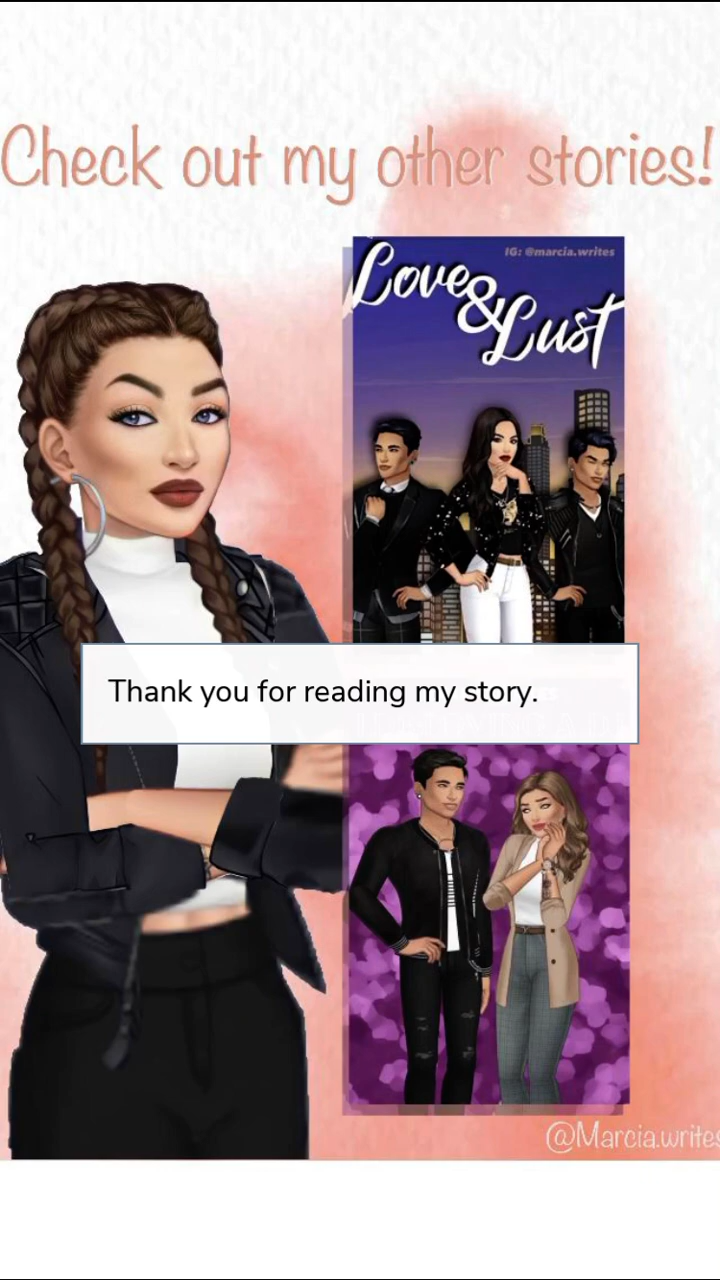 Check out my other stories!
IG: @marcia.writes
Love
&
Lust
Thank you for reading my story.
@Marcia.writes